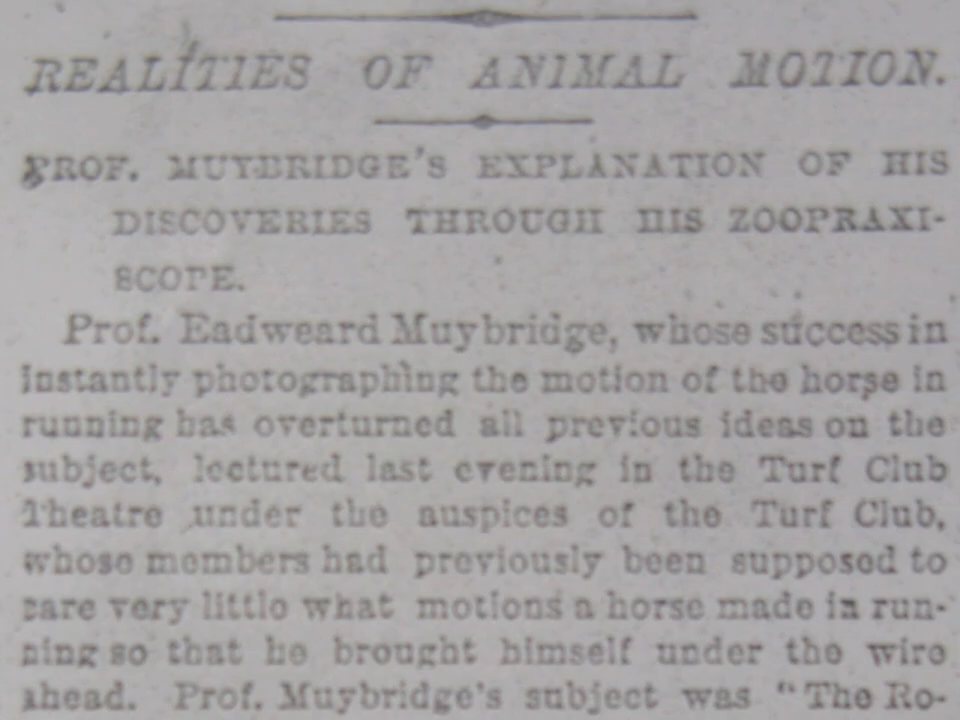 REALITIES OF ANIMAL MOTION.
PROF. MUYBRIDGE'S EXPLANATION OF HIS
DISCOVERIES THROUGH HIS ZOOPRAXI-
SCOPE.
Prof. Eadweard Muybridge, whose success in
instantly photographing the motion of the horse in
running has overturned all previous ideas on the
subject, lectured last evening in the Turf Club
Theatre under the auspices of the Turf Club,
whose members had previously been supposed to
care very little what motions a horse made in run-
ning so that he brought himself under the wire
ahead. Prof. Muybridge's subject was "The Ro-